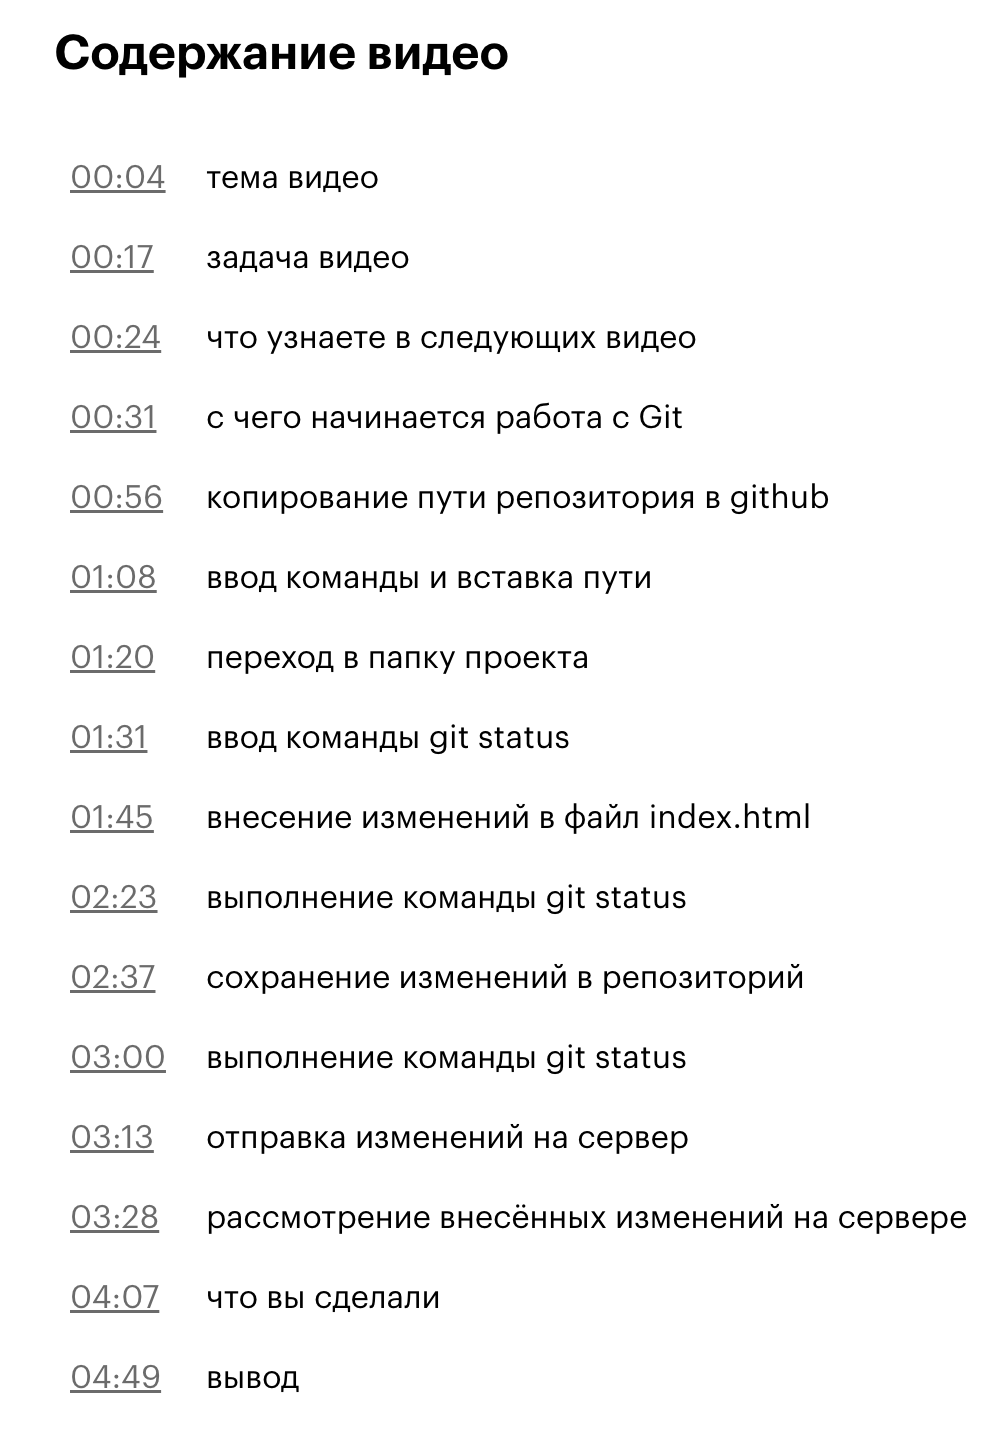 Содержание видео
00:04 тема видео
00:17 задача видео
00:24 что узнаете в следующих видео
00:31 с чего начинается работа с Git
00:56 копирование пути репозитория в github
01:08 ввод команды и вставка пути
01:20 переход в папку проекта
01:31 ввод команды git status
01:45 внесение изменений в файл index.html
02:23 выполнение команды git status
02:37 сохранение изменений в репозиторий
03:00 выполнение команды git status
03:13 отправка изменений на сервер
03:28 рассмотрение внесённых изменений на сервере
04:07 что вы сделали
04:49 вывод